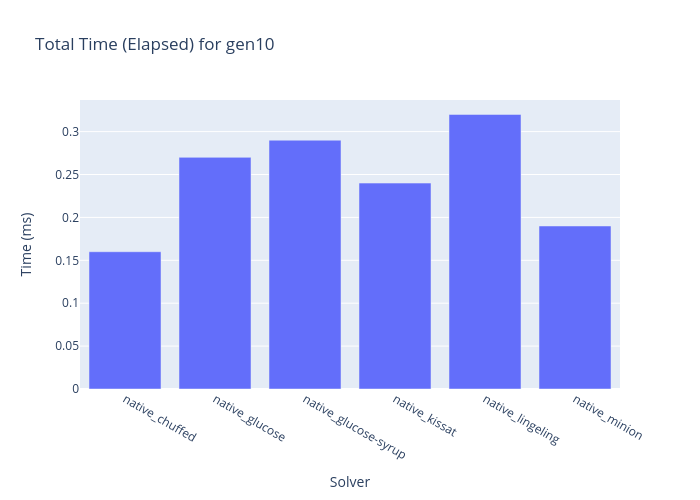 Total Time (Elapsed) for gen10
Time (ms)
0.3
0.25
0.2
0.15
0.1
0.05
0
native_chuffed
native_glucose
native_glucose-syrup
native_kissat
native_lingeling
native_minion
Solver